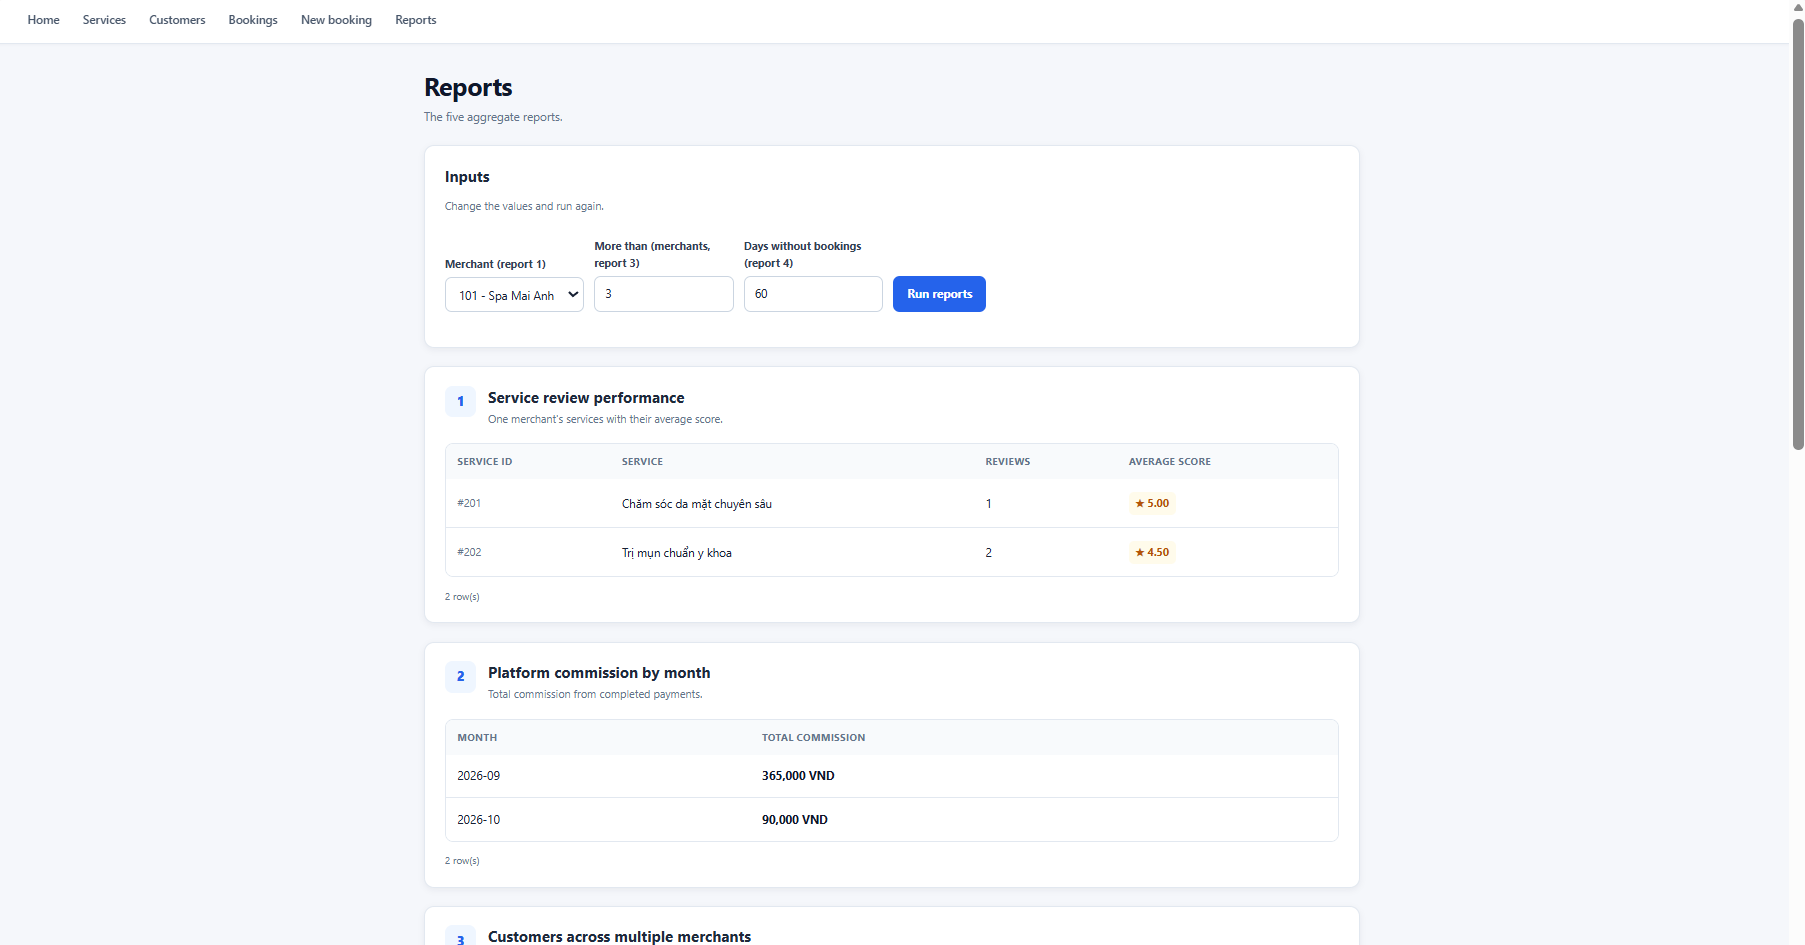 Home Services Customers Bookings New booking Reports
Reports
The five aggregate reports.
Inputs
Change the values and run again.
Merchant (report 1)
101 - Spa Mai Anh
More than (merchants,
report 3)
3
Days without bookings
(report 4)
60
Run reports
1
Service review performance
One merchant's services with their average score.
SERVICE ID SERVICE REVIEWS AVERAGE SCORE
#201 Chăm sóc da mặt chuyên sâu 1 ★ 5.00
#202 Trị mụn chuẩn y khoa 2 ★ 4.50
2 row(s)
2
Platform commission by month
Total commission from completed payments.
MONTH TOTAL COMMISSION
2026-09 365,000 VND
2026-10 90,000 VND
2 row(s)
3
Customers across multiple merchants